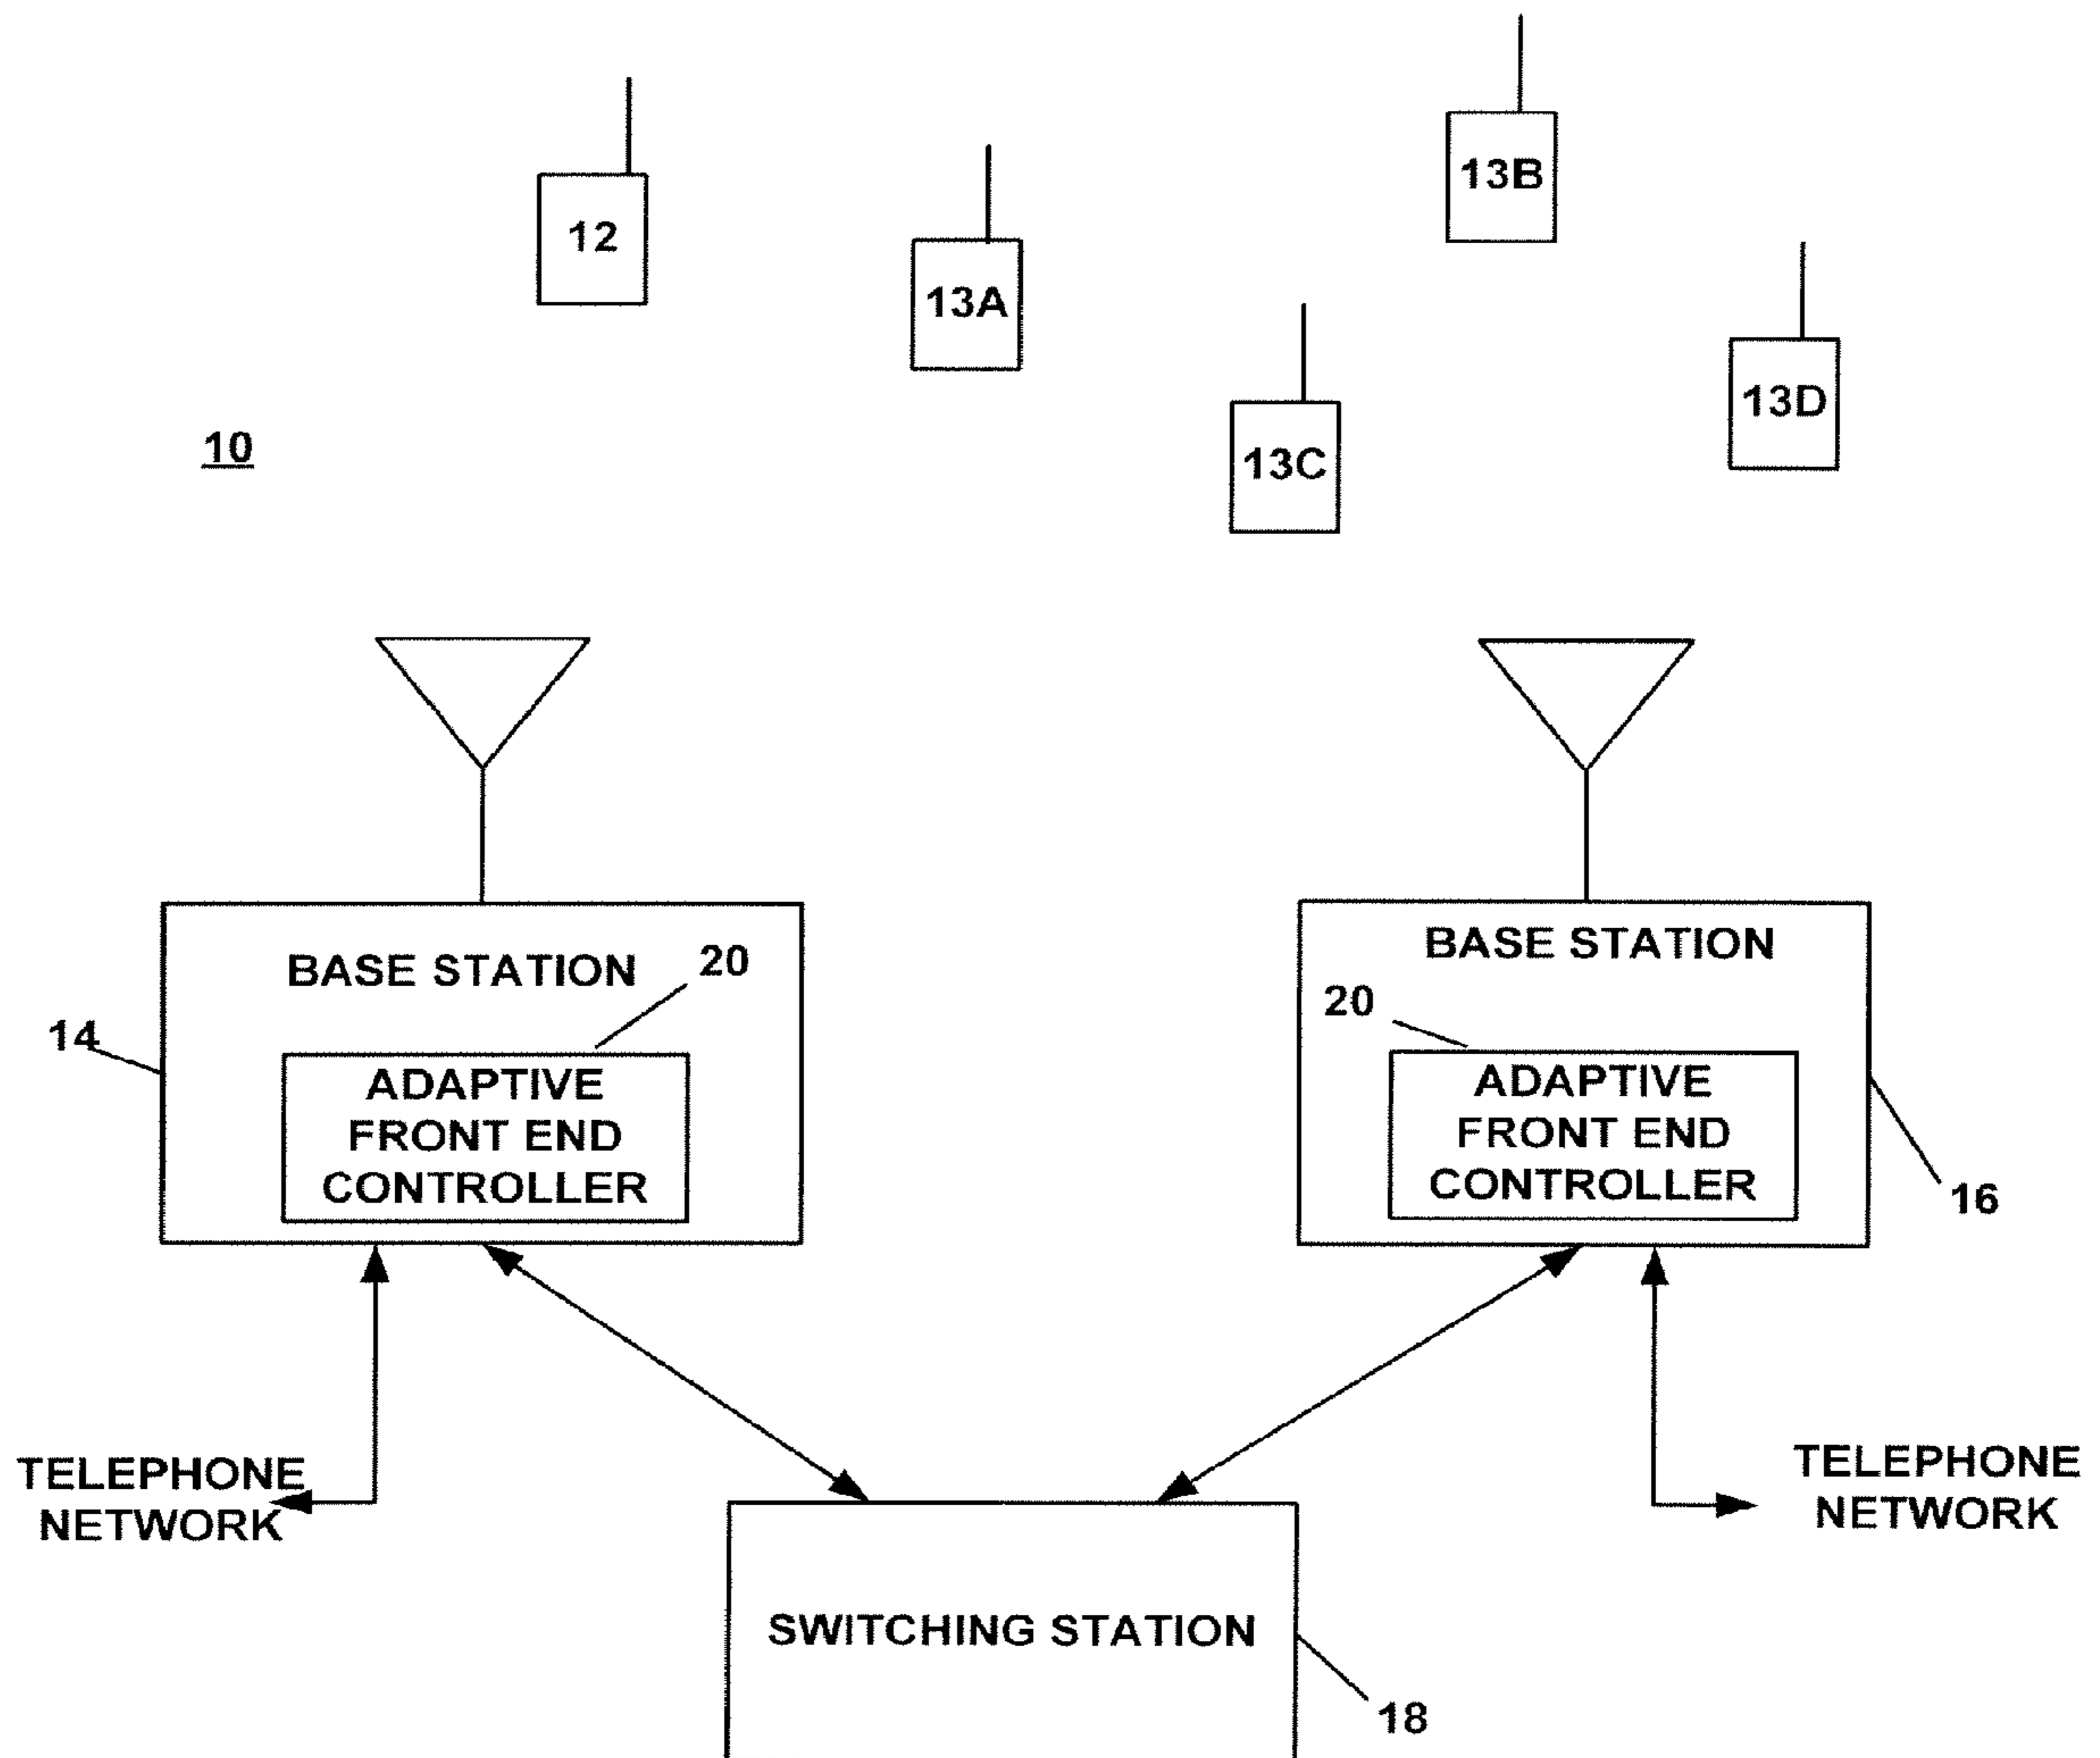 13B
12
13A
13D
10
13C
BASE STATION
20
14
ADAPTIVE
FRONT END
CONTROLLER
BASE STATION
20
ADAPTIVE
FRONT END
CONTROLLER
16
TELEPHONE
NETWORK
TELEPHONE
NETWORK
SWITCHING STATION
18